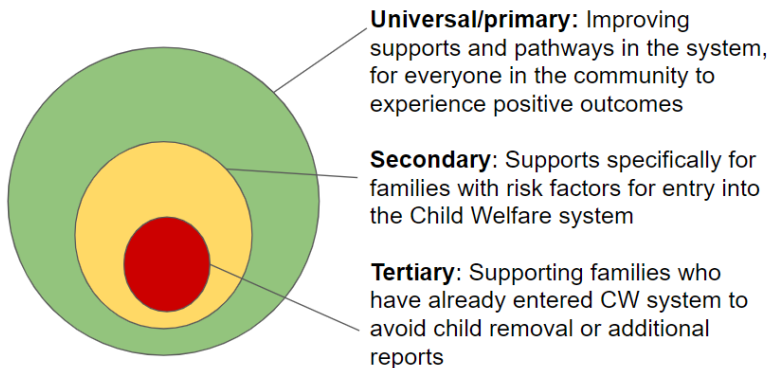 Universal/primary: Improving
supports and pathways in the system,
for everyone in the community to
experience positive outcomes
Secondary: Supports specifically for
families with risk factors for entry into
the Child Welfare system
Tertiary: Supporting families who
have already entered CW system to
avoid child removal or additional
reports